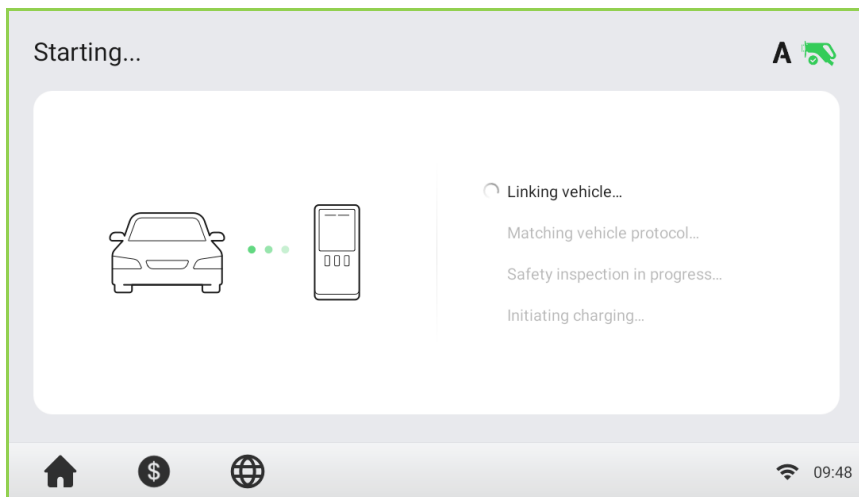 Starting...
A
Linking vehicle...
Matching vehicle protocol...
Safety inspection in progress...
Initiating charging...
$
09:48